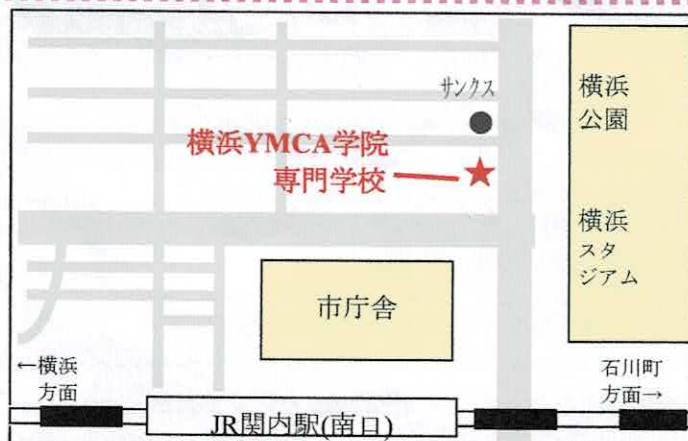 サンクス
横浜
公園
横浜YMCA学院
専門学校
横浜
スタ
ジアム
市庁舎
←横浜
方面
石川町
方面→
JR関内駅(南口)